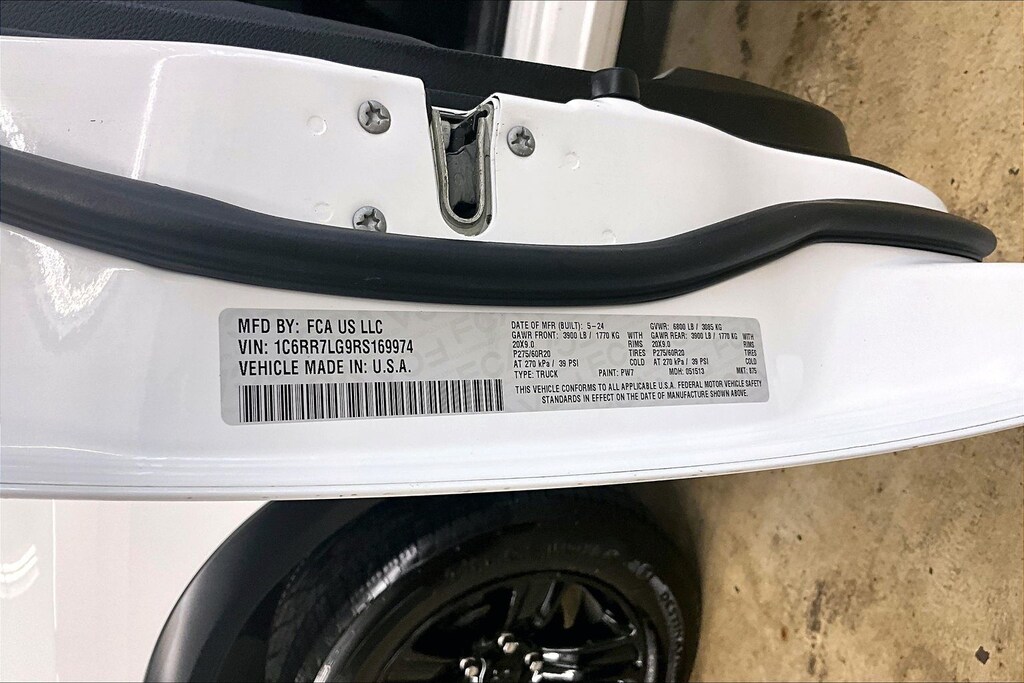 MFD BY: FCA US LLC
VIN: 1C6RR7LG9RS169974
VEHICLE MADE IN: U.S.A.
DATE OF MFR (BUILT): 5-24 GVWR: 6800 LB / 3085 KG
GAWR FRONT: 3900 LB / 1770 KG WITH GAWR REAR: 3900 LB / 1770 KG WITH
20X9.0 RIMS 20X9.0 RIMS
P275/60R20 TIRES P275/60R20 TIRES
AT 270 kPa / 39 PSI COLD AT 270 kPa / 39 PSI COLD
TYPE: TRUCK PAINT: PW7 MDH: 051513 MKT: 875
THIS VEHICLE CONFORMS TO ALL APPLICABLE U.S.A. FEDERAL MOTOR VEHICLE SAFETY
STANDARDS IN EFFECT ON THE DATE OF MANUFACTURE SHOWN ABOVE.